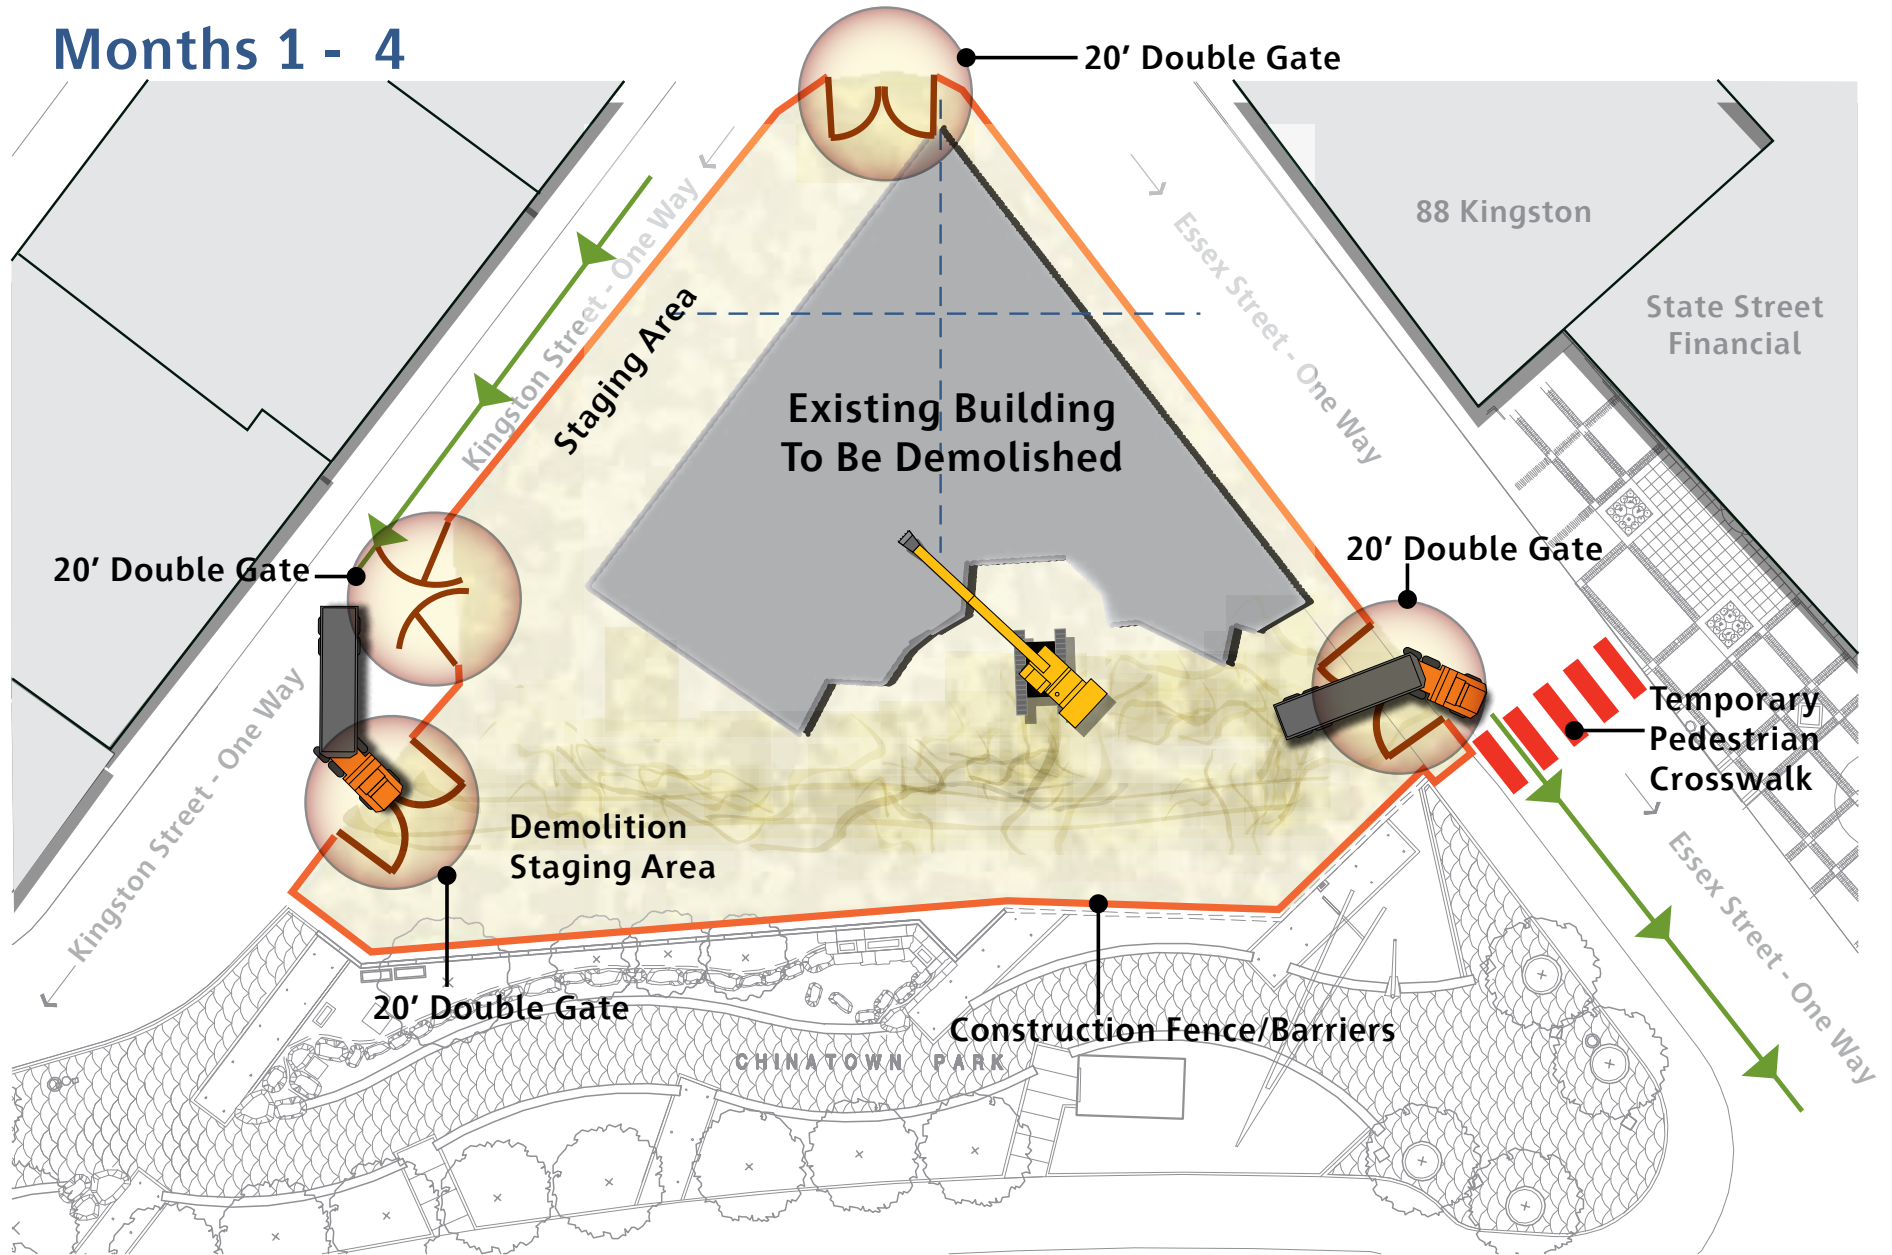 Months 1 - 4
20’ Double Gate
88 Kingston
State Street
Financial
Kingston Street - One Way
Essex Street - One Way
Staging Area
Existing Building
To Be Demolished
20’ Double Gate
20’ Double Gate
Temporary
Pedestrian
Crosswalk
Kingston Street - One Way
Demolition
Staging Area
Essex Street - One Way
20’ Double Gate
Construction Fence/Barriers
CHINATOWN PARK